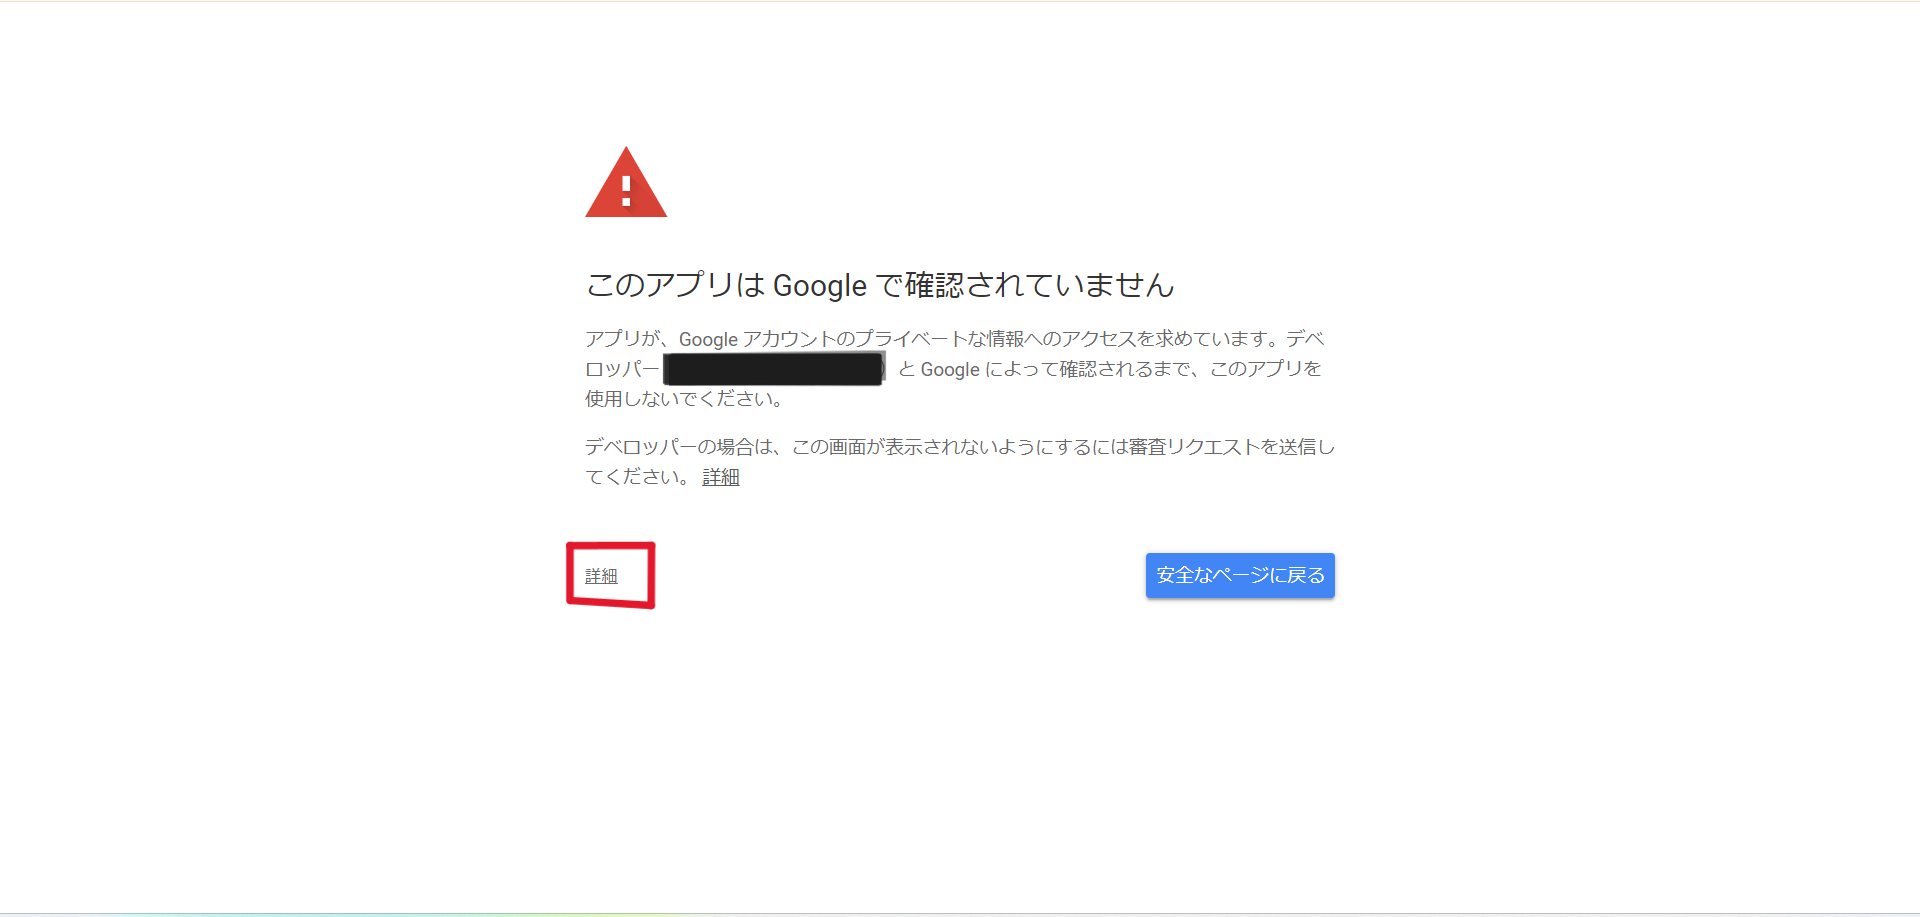 このアプリは Google で確認されていません
アプリが、Google アカウントのプライベートな情報へのアクセスを求めています。デベ
ロッパー と Google によって確認されるまで、このアプリを
使用しないでください。
デベロッパーの場合は、この画面が表示されないようにするには審査リクエストを送信し
てください。 詳細
詳細
安全なページに戻る